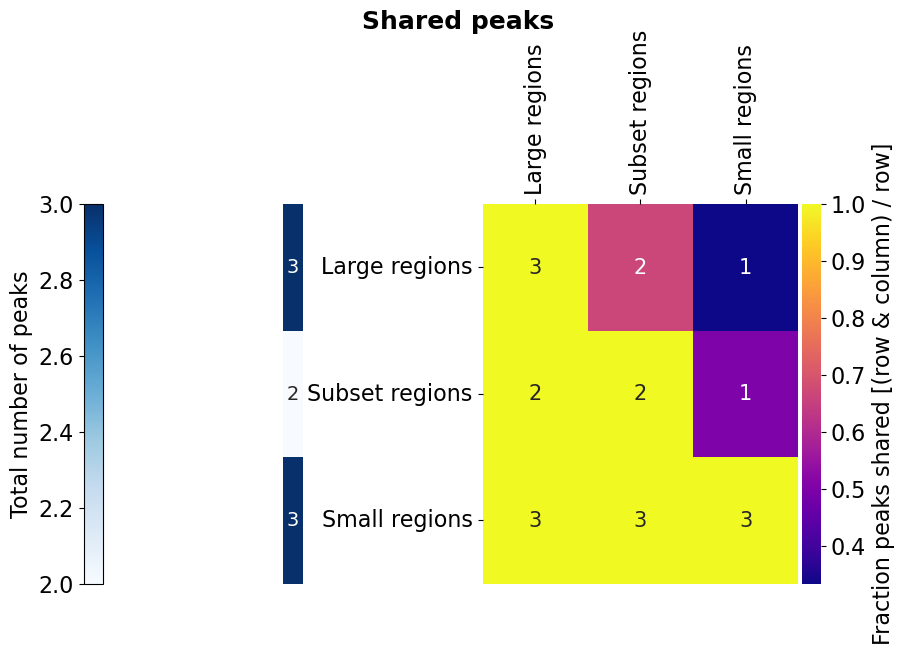 Shared peaks
Large regions
Subset regions
Small regions
Total number of peaks
3.0
2.8
2.6
2.4
2.2
2.0
3
2
3
Large regions
Subset regions
Small regions
3 2 1
2 2 1
3 3 3
1.0
0.9
0.8
0.7
0.6
0.5
0.4
Fraction peaks shared [(row & column) / row]